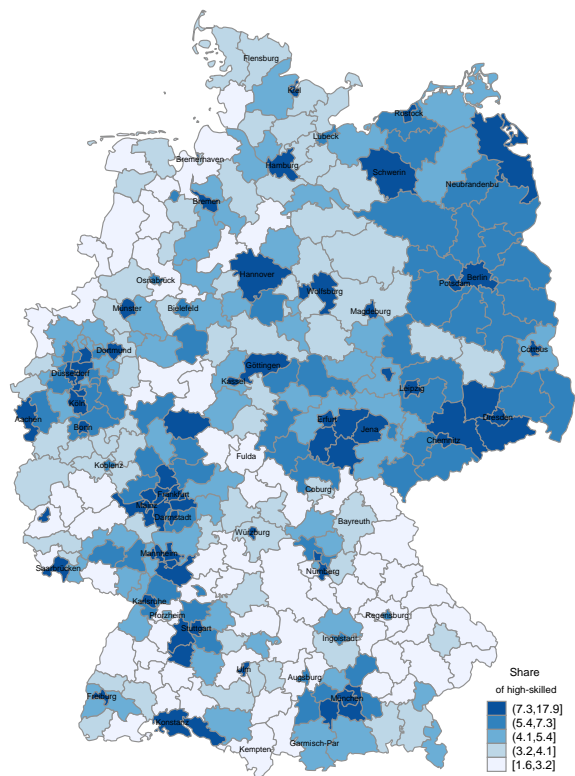 Flensburg
Kiel
Rostock
Lübeck
Bremerhaven
Hamburg
Schwerin
Neubrandenbu
Bremen
Hannover
Berlin
Osnabrück
Potsdam
Wolfsburg
Münster
Bielefeld
Magdeburg
Dortmund
Cottbus
Göttingen
Düsseldorf
Kassel
Leipzig
Köln
Aachen
Erfurt
Dresden
Bonn
Jena
Chemnitz
Fulda
Koblenz
Coburg
Frankfurt
Mainz
Darmstadt
Bayreuth
Würzburg
Mannheim
Saarbrücken
Nürnberg
Karlsruhe
Pforzheim
Regensburg
Stuttgart
Ingolstadt
Ulm
Augsburg
Freiburg
München
Konstanz
Garmisch-Par
Kempten
Share
of high-skilled
(7.3,17.9]
(5.4,7.3]
(4.1,5.4]
(3.2,4.1]
[1.6,3.2]